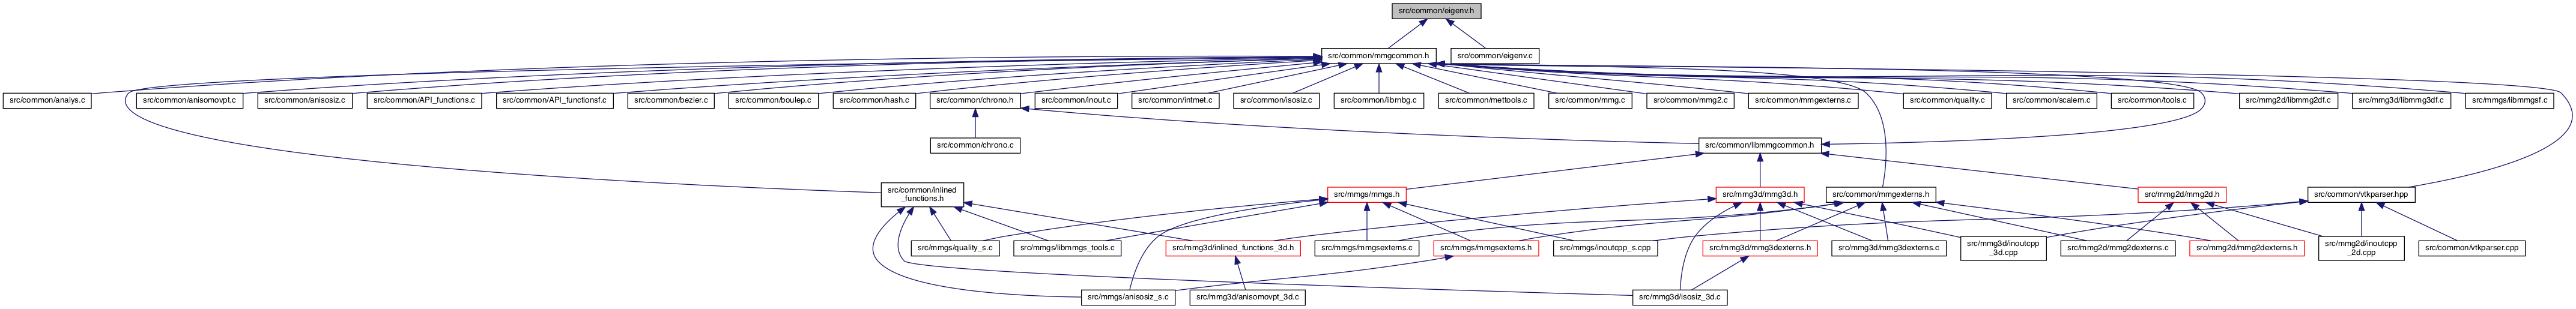 src/common/eigenv.h
src/common/mmgcommon.h
src/common/eigenv.c
src/common/analys.c
src/common/anisomovpt.c
src/common/anisosiz.c
src/common/API_functions.c
src/common/API_functionsf.c
src/common/bezier.c
src/common/boulep.c
src/common/hash.c
src/common/chrono.h
src/common/inout.c
src/common/intmet.c
src/common/isosiz.c
src/common/librnbg.c
src/common/mettools.c
src/common/mmg.c
src/common/mmg2.c
src/common/mmgexterns.c
src/common/quality.c
src/common/scalem.c
src/common/tools.c
src/mmg2d/libmmg2df.c
src/mmg3d/libmmg3df.c
src/mmgs/libmmgsf.c
src/common/chrono.c
src/common/libmmgcommon.h
src/common/inlined
_functions.h
src/mmgs/mmgs.h
src/mmg3d/mmg3d.h
src/common/mmgexterns.h
src/mmg2d/mmg2d.h
src/common/vtkparser.hpp
src/mmgs/quality_s.c
src/mmgs/libmmgs_tools.c
src/mmg3d/inlined_functions_3d.h
src/mmgs/mmgsexterns.c
src/mmgs/mmgsexterns.h
src/mmgs/inoutcpp_s.cpp
src/mmg3d/mmg3dexterns.h
src/mmg3d/mmg3dexterns.c
src/mmg3d/inoutcpp
_3d.cpp
src/mmg2d/mmg2dexterns.c
src/mmg2d/mmg2dexterns.h
src/mmg2d/inoutcpp
_2d.cpp
src/common/vtkparser.cpp
src/mmgs/anisosiz_s.c
src/mmg3d/anisomovpt_3d.c
src/mmg3d/isosiz_3d.c